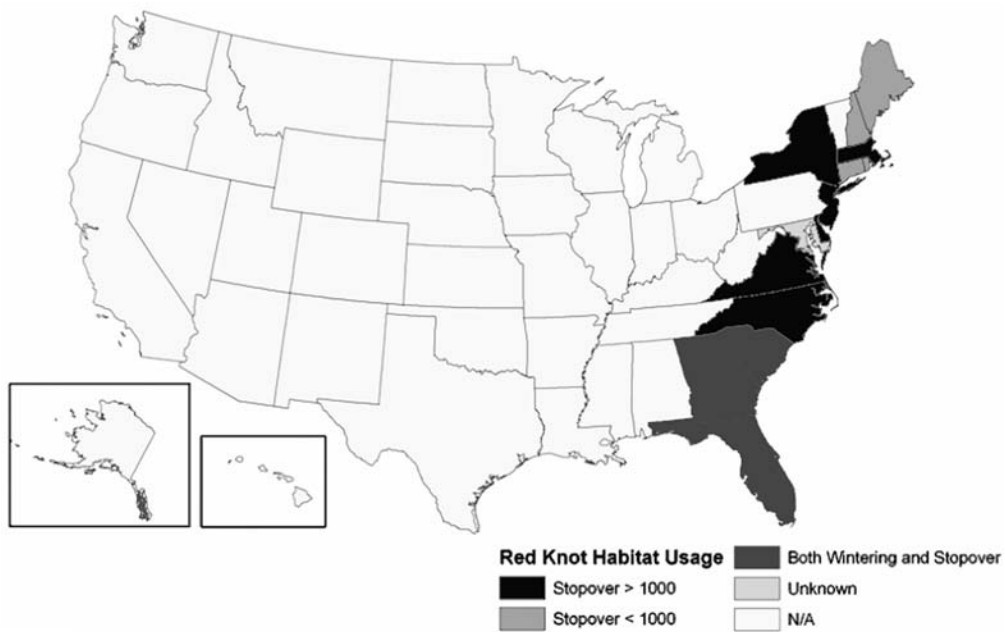 Red Knot Habitat Usage
Stopover > 1000
Stopover < 1000
Both Wintering and Stopover
Unknown
N/A